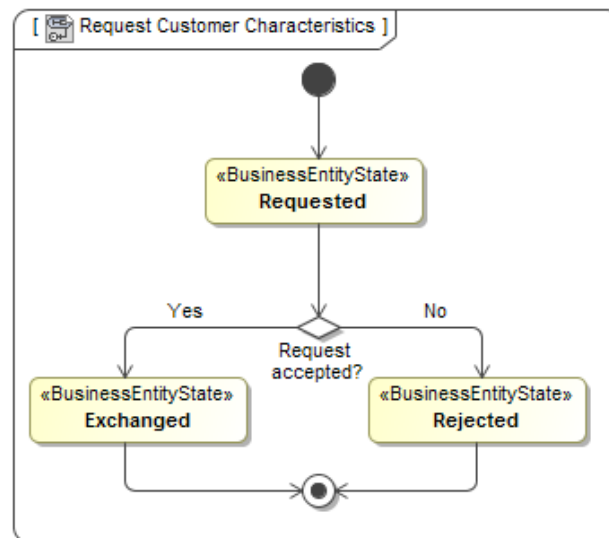 [ Request Customer Characteristics ]
«BusinessEntityState»
Requested
Yes
No
Request
accepted?
«BusinessEntityState»
Exchanged
«BusinessEntityState»
Rejected